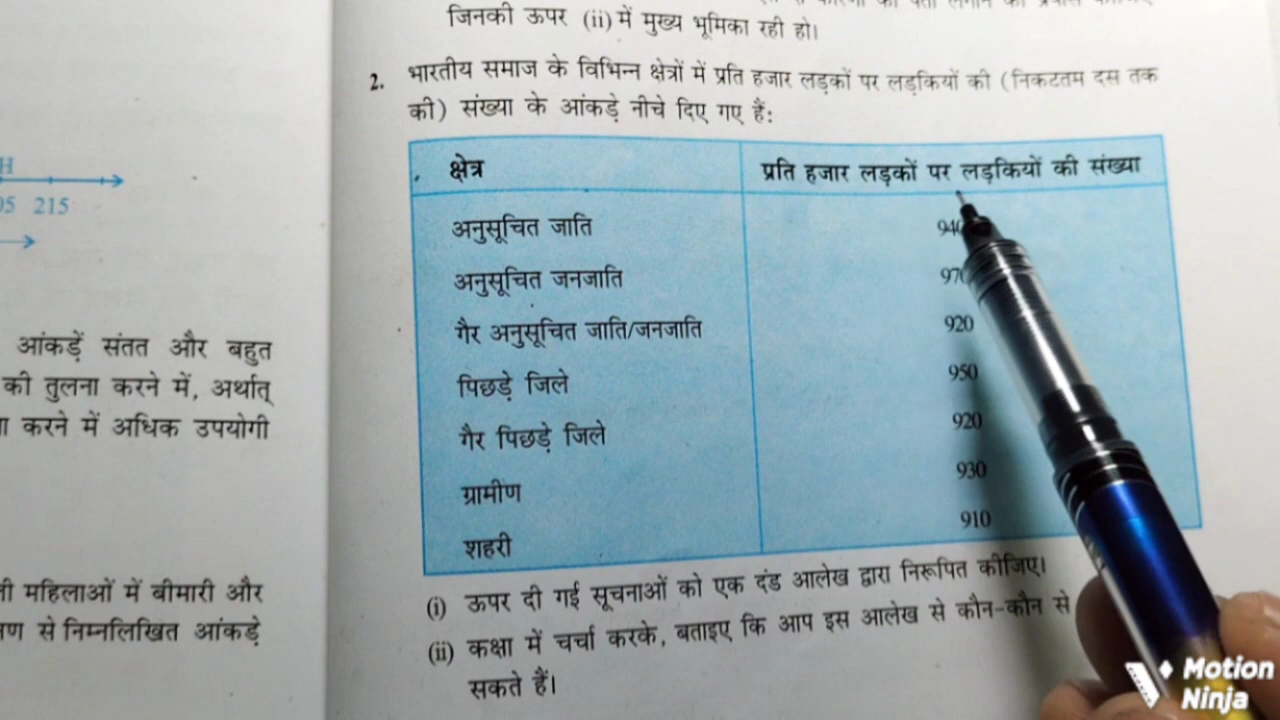 जिनकी ऊपर (ii) में मुख्य भूमिका रही हो।
2. भारतीय समाज के विभिन्न क्षेत्रों में प्रति हजार लड़कों पर लड़कियों की (निकटतम दस तक
की) संख्या के आंकड़े नीचे दिए गए हैं:
क्षेत्र प्रति हजार लड़कों पर लड़कियों की संख्या
अनुसूचित जाति 940
अनुसूचित जनजाति 970
गैर अनुसूचित जाति/जनजाति 920
पिछड़े जिले 950
गैर पिछड़े जिले 920
ग्रामीण 930
शहरी 910
(i) ऊपर दी गई सूचनाओं को एक दंड आलेख द्वारा निरूपित कीजिए।
(ii) कक्षा में चर्चा करके, बताइए कि आप इस आलेख से कौन-कौन से
सकते हैं।
H
215
आंकड़ें संतत और बहुत
की तुलना करने में, अर्थात्
करने में अधिक उपयोगी
महिलाओं में बीमारी और
से निम्नलिखित आंकड़े
Motion
Ninja